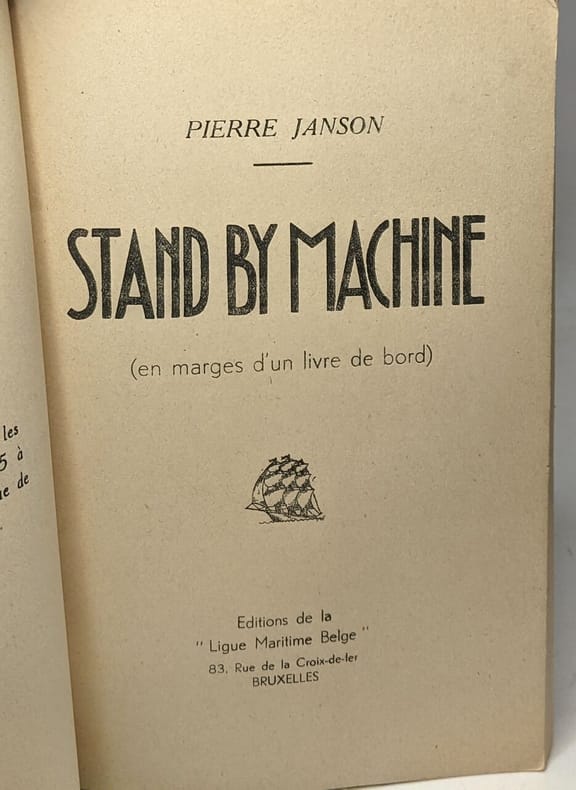 PIERRE JANSON
STAND BY MACHINE
(en marges d'un livre de bord)
Editions de la
" Ligue Maritime Belge "
83, Rue de la Croix-de-fer
BRUXELLES
les
5 à
de